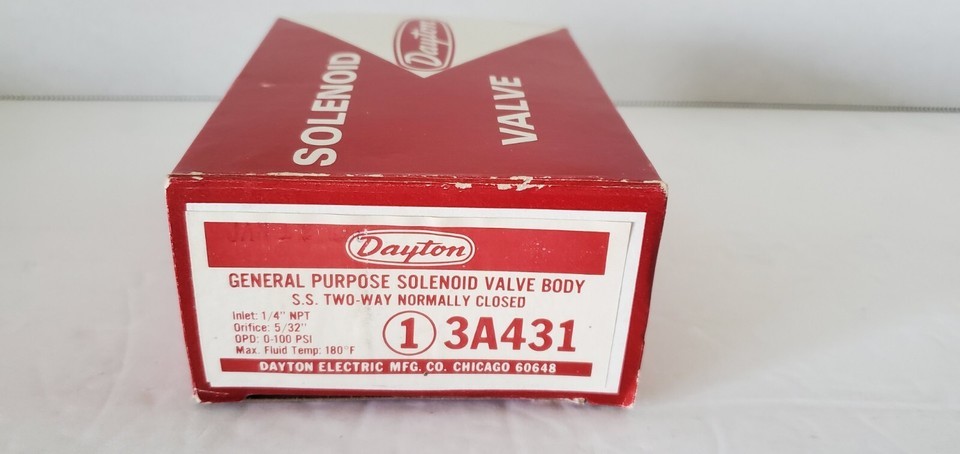 Dayton
SOLENOID
VALVE
Dayton
GENERAL PURPOSE SOLENOID VALVE BODY
S.S. TWO-WAY NORMALLY CLOSED
Inlet: 1/4" NPT
Orifice: 5/32"
OPD: 0-100 PSI
Max. Fluid Temp: 180°F
1 3A431
DAYTON ELECTRIC MFG. CO. CHICAGO 60648